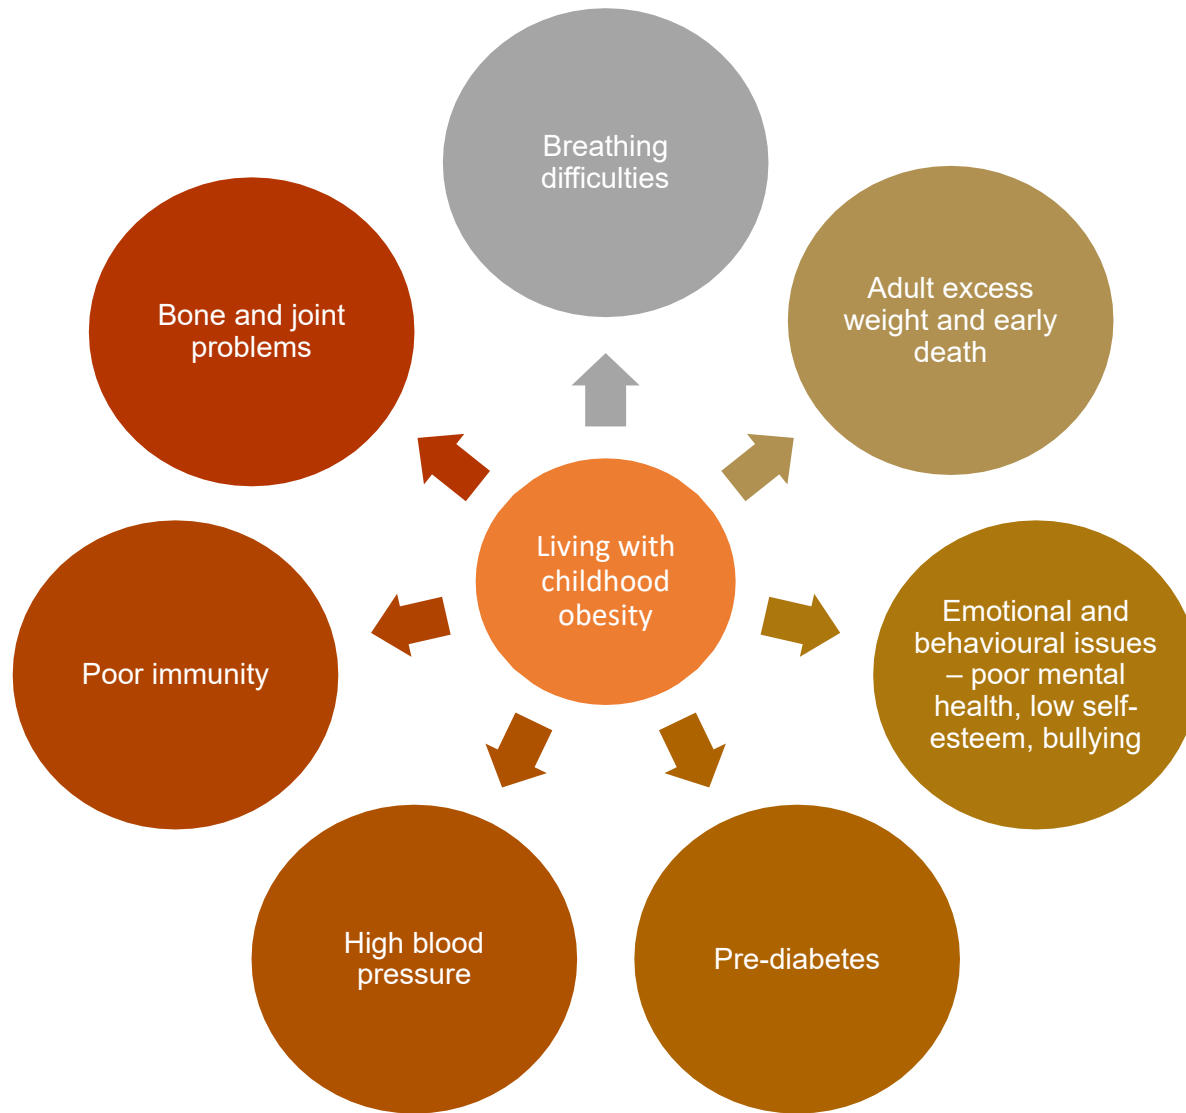 Breathing
difficulties
Adult excess
weight and early
death
Emotional and
behavioural issues
– poor mental
health, low self-
esteem, bullying
Pre-diabetes
High blood
pressure
Poor immunity
Bone and joint
problems
Living with
childhood
obesity